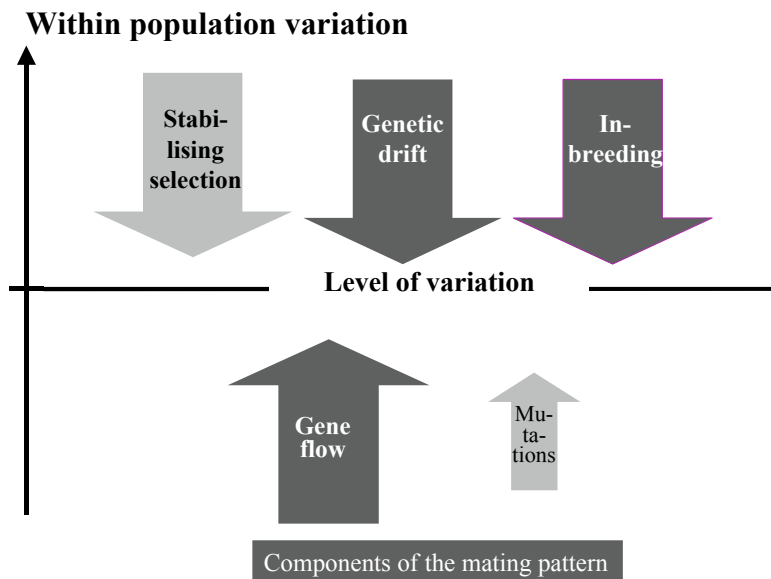 Within population variation
Stabi-
lising
selection
Genetic
drift
In-
breeding
Level of variation
Gene
flow
Mu-
ta-
tions
Components of the mating pattern